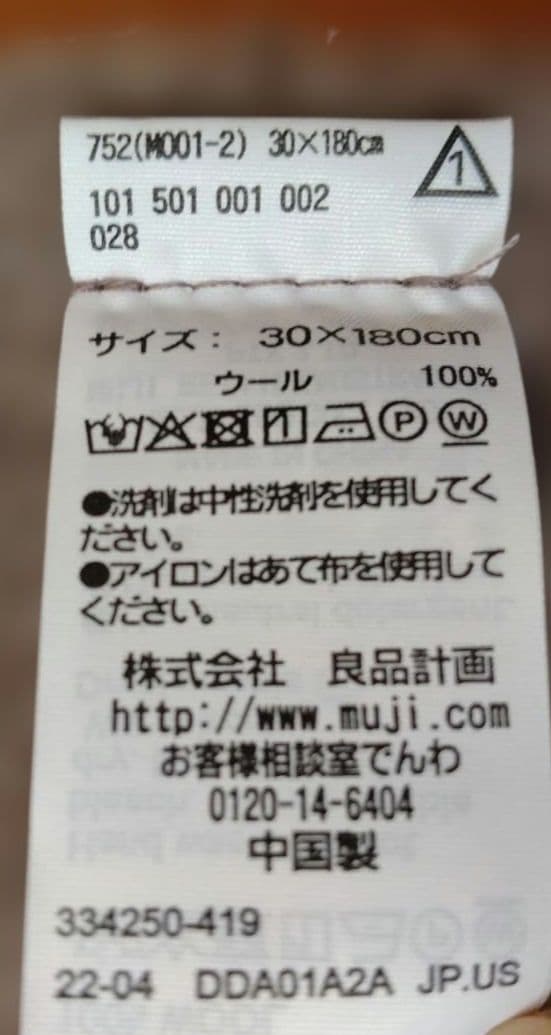 752(M001-2) 30×180cm
1
101 501 001 002
028
サイズ： 30×180cm
ウール 100%
P W
●洗剤は中性洗剤を使用してく
ださい。
●アイロンはあて布を使用して
ください。
株式会社 良品計画
http://www.muji.com
お客様相談室でんわ
0120-14-6404
中国製
334250-419
22-04 DDA01A2A JP.US